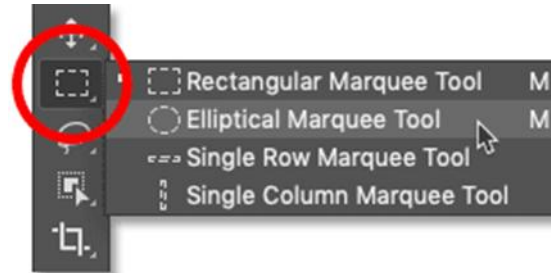 Rectangular Marquee Tool M
Elliptical Marquee Tool M
Single Row Marquee Tool
Single Column Marquee Tool